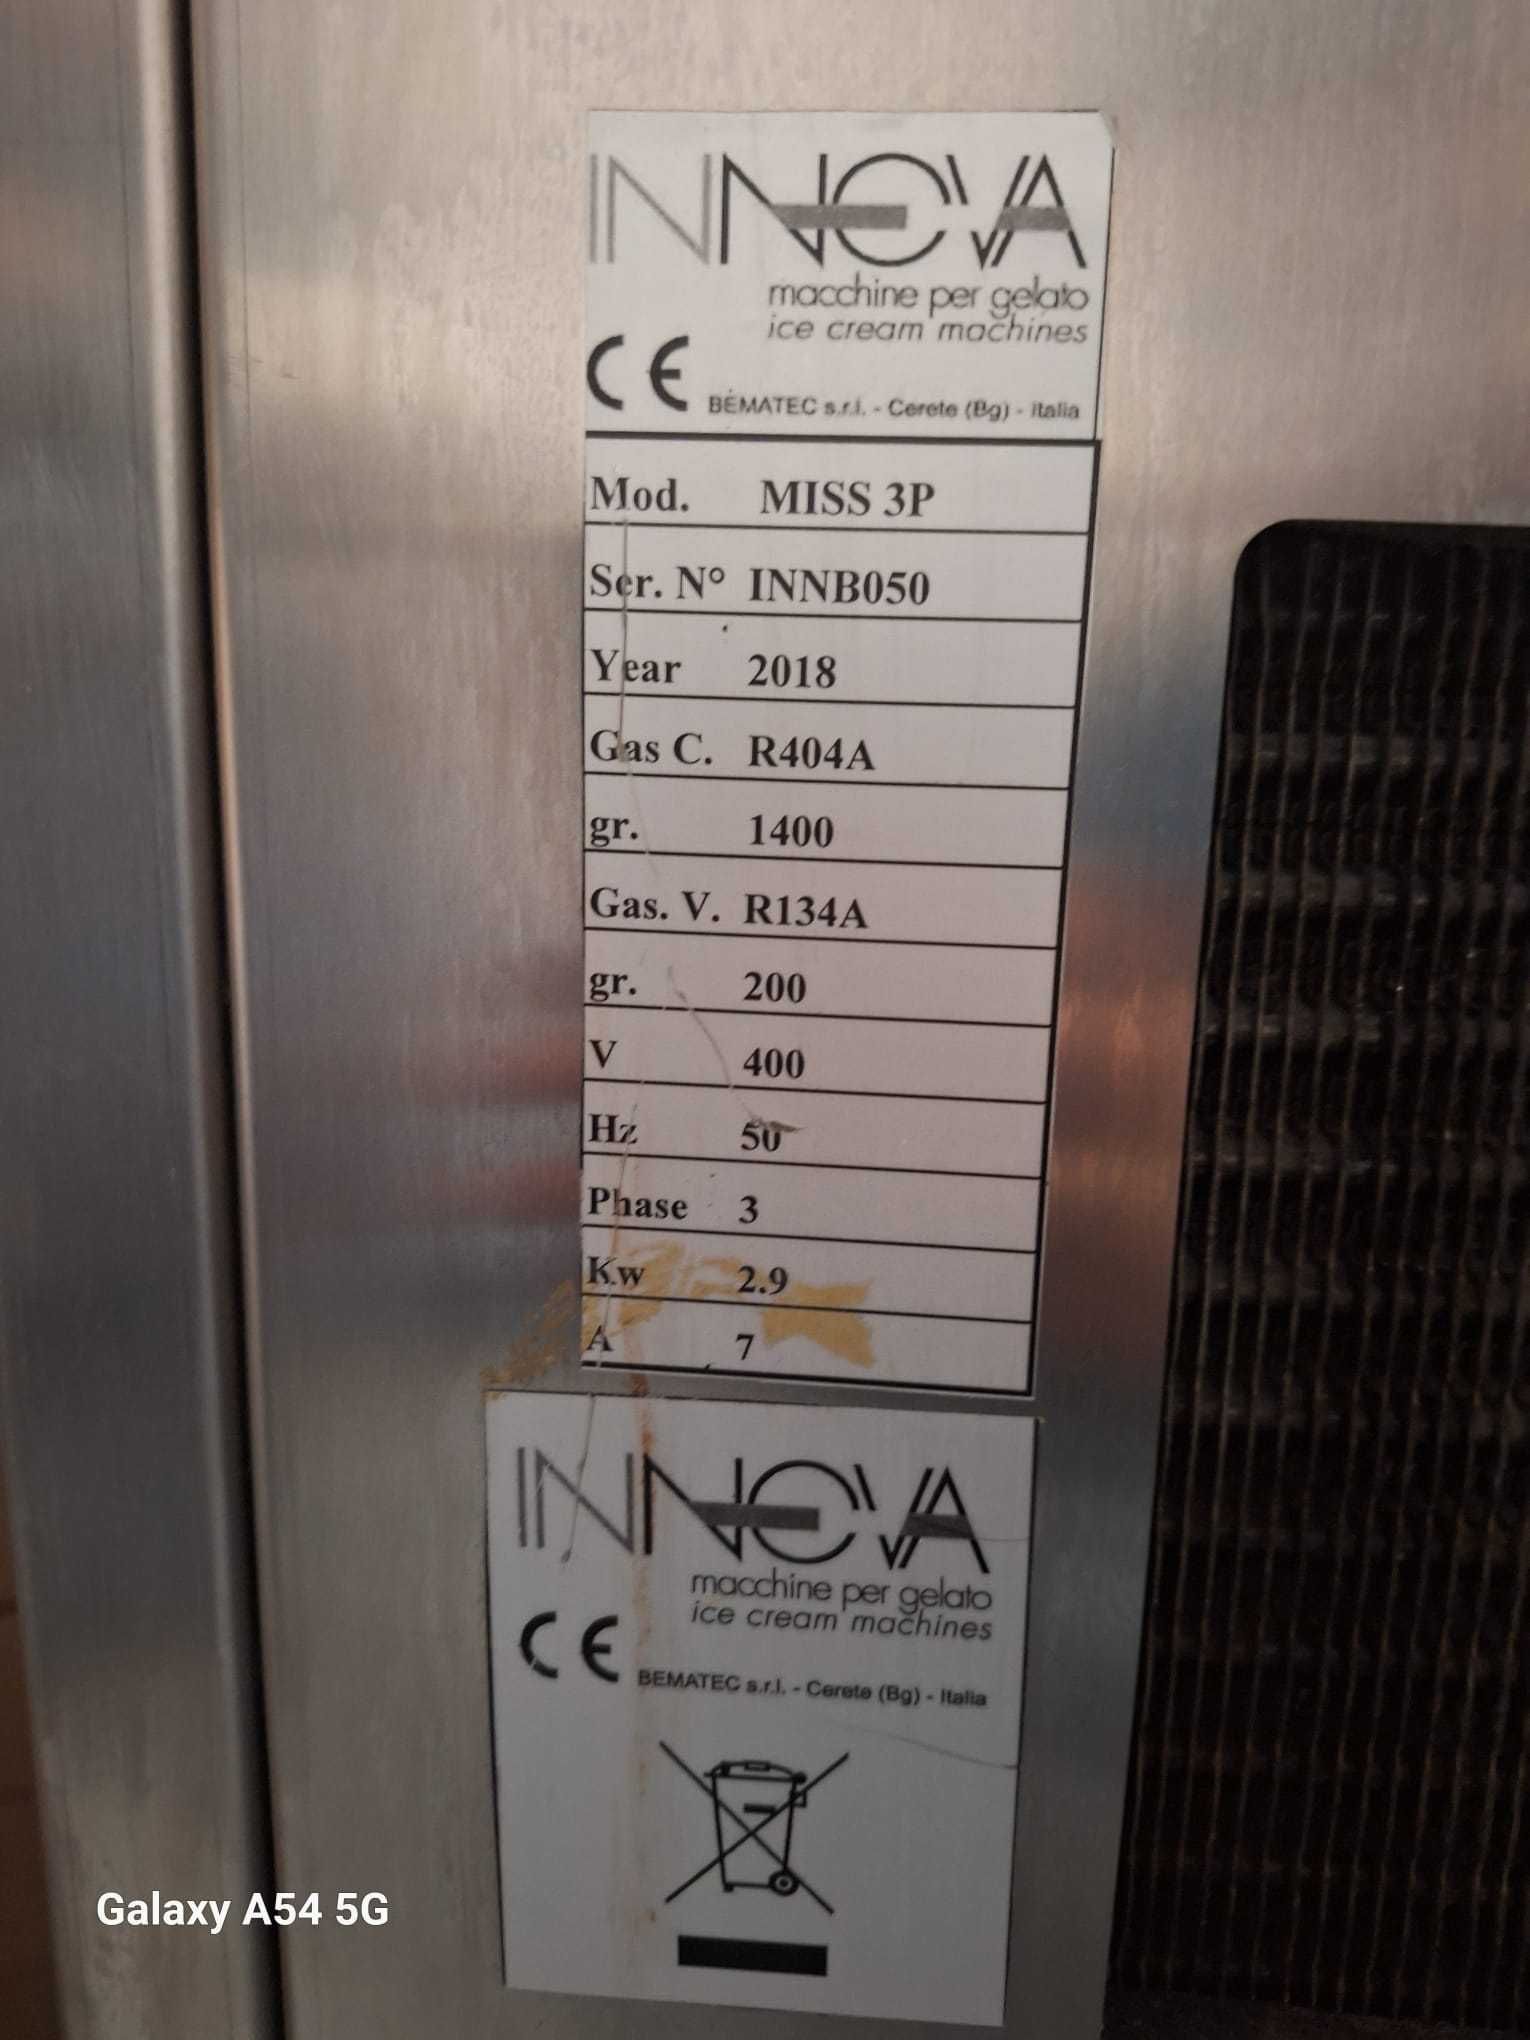 INNOVA
macchine per gelato
ice cream machines
CE BEMATEC s.r.l. - Cerete (Bg) - Italia
Mod. MISS 3P
Ser. N° INNB050
Year 2018
Gas C. R404A
gr. 1400
Gas. V. R134A
gr. 200
V 400
Hz 50
Phase 3
Kw 2.9
A 7
INNOVA
macchine per gelato
ice cream machines
CE BEMATEC s.r.l. - Cerete (Bg) - Italia
Galaxy A54 5G